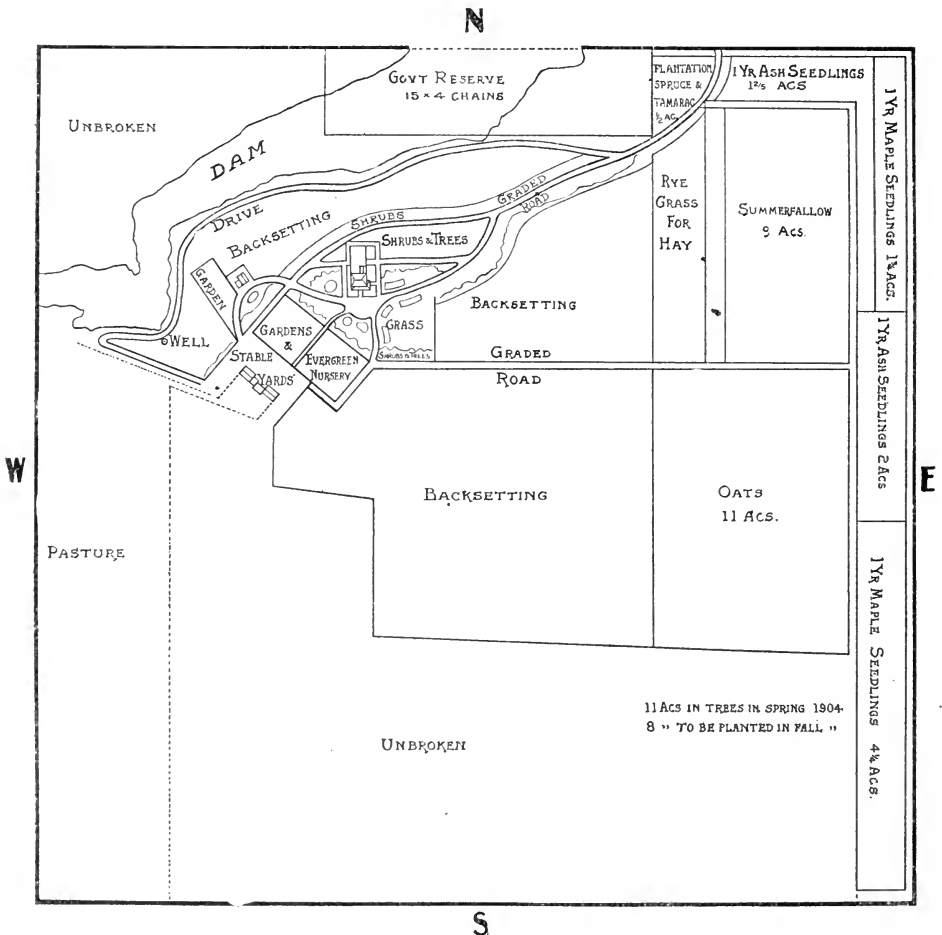 N
GOVT RESERVE
15 × 4 CHAINS
PLANTATION
SPRUCE &
TAMARAC
½ AC
1 YR ASH SEEDLINGS
1 2/5 ACS
UNBROKEN
DAM
1 YR MAPLE SEEDLINGS 1¾ ACS.
DRIVE
BACKSETTING
SHRUBS
GRADED
ROAD
RYE
GRASS
FOR
HAY
SUMMERFALLOW
9 ACS.
SHRUBS & TREES
GARDEN
BACKSETTING
WELL
GARDENS
&
GRASS
STABLE
YARDS
EVERGREEN
NURSERY
SHRUBS & TREES
GRADED
ROAD
1 YR ASH SEEDLINGS 2 ACS
W
E
BACKSETTING
OATS
11 ACS.
PASTURE
1 YR MAPLE SEEDLINGS 4¼ ACS.
11 ACS IN TREES IN SPRING 1904
8 " TO BE PLANTED IN FALL "
UNBROKEN
S